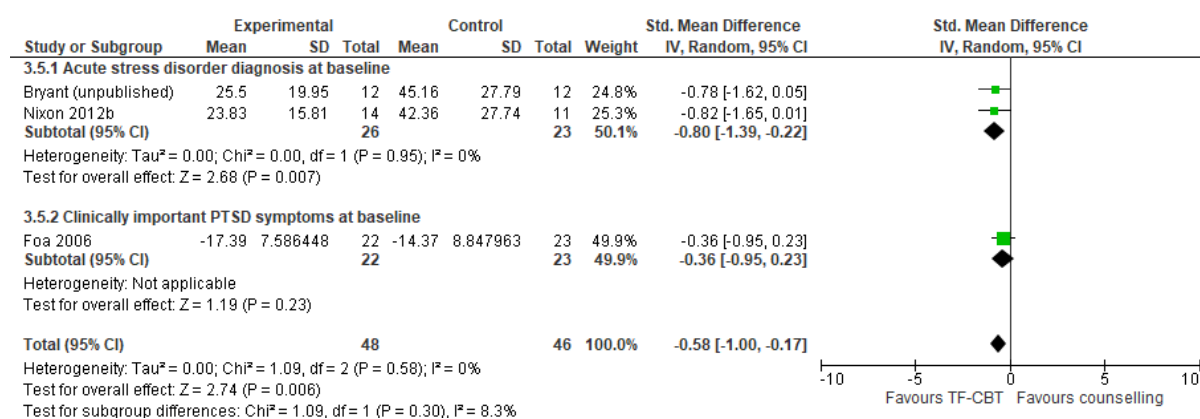 Experimental Control Std. Mean Difference Std. Mean Difference
Study or Subgroup Mean SD Total Mean SD Total Weight IV, Random, 95% CI IV, Random, 95% CI
3.5.1 Acute stress disorder diagnosis at baseline
Bryant (unpublished) 25.5 19.95 12 45.16 27.79 12 24.8% -0.78 [-1.62, 0.05]
Nixon 2012b 23.83 15.81 14 42.36 27.74 11 25.3% -0.82 [-1.65, 0.01]
Subtotal (95% CI) 26 23 50.1% -0.80 [-1.39, -0.22]
Heterogeneity: Tau² = 0.00; Chi² = 0.00, df = 1 (P = 0.95); I² = 0%
Test for overall effect: Z = 2.68 (P = 0.007)
3.5.2 Clinically important PTSD symptoms at baseline
Foa 2006 -17.39 7.586448 22 -14.37 8.847963 23 49.9% -0.36 [-0.95, 0.23]
Subtotal (95% CI) 22 23 49.9% -0.36 [-0.95, 0.23]
Heterogeneity: Not applicable
Test for overall effect: Z = 1.19 (P = 0.23)
Total (95% CI) 48 46 100.0% -0.58 [-1.00, -0.17]
Heterogeneity: Tau² = 0.00; Chi² = 1.09, df = 2 (P = 0.58); I² = 0%
Test for overall effect: Z = 2.74 (P = 0.006)
Test for subgroup differences: Chi² = 1.09, df = 1 (P = 0.30), I² = 8.3%
-10 -5 0 5 10
Favours TF-CBT Favours counselling